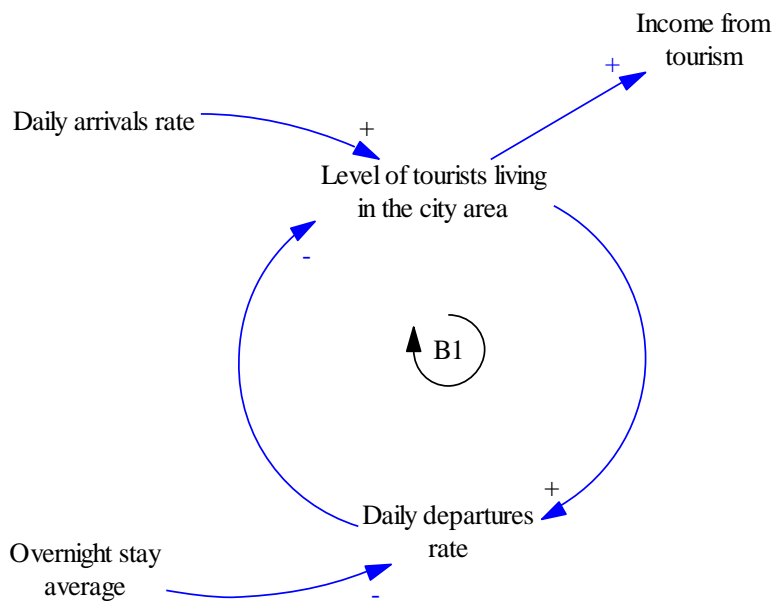 Income from
tourism
+
Daily arrivals rate
+
Level of tourists living
in the city area
-
B1
+
Daily departures
rate
Overnight stay
average
-